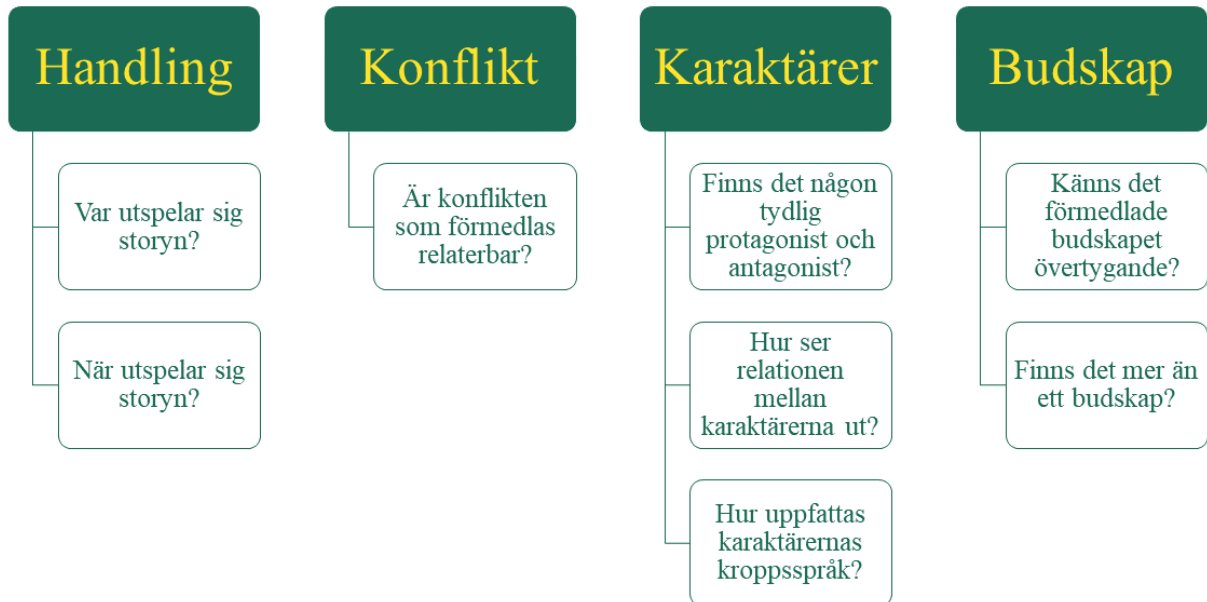 Handling
Var utspelar sig
storyn?
När utspelar sig
storyn?
Konflikt
Är konflikten
som förmedlas
relaterbar?
Karaktärer
Finns det någon
tydlig
protagonist och
antagonist?
Hur ser
relationen
mellan
karaktärerna ut?
Hur uppfattas
karaktärernas
kroppsspråk?
Budskap
Känns det
förmedlade
budskapet
övertygande?
Finns det mer än
ett budskap?